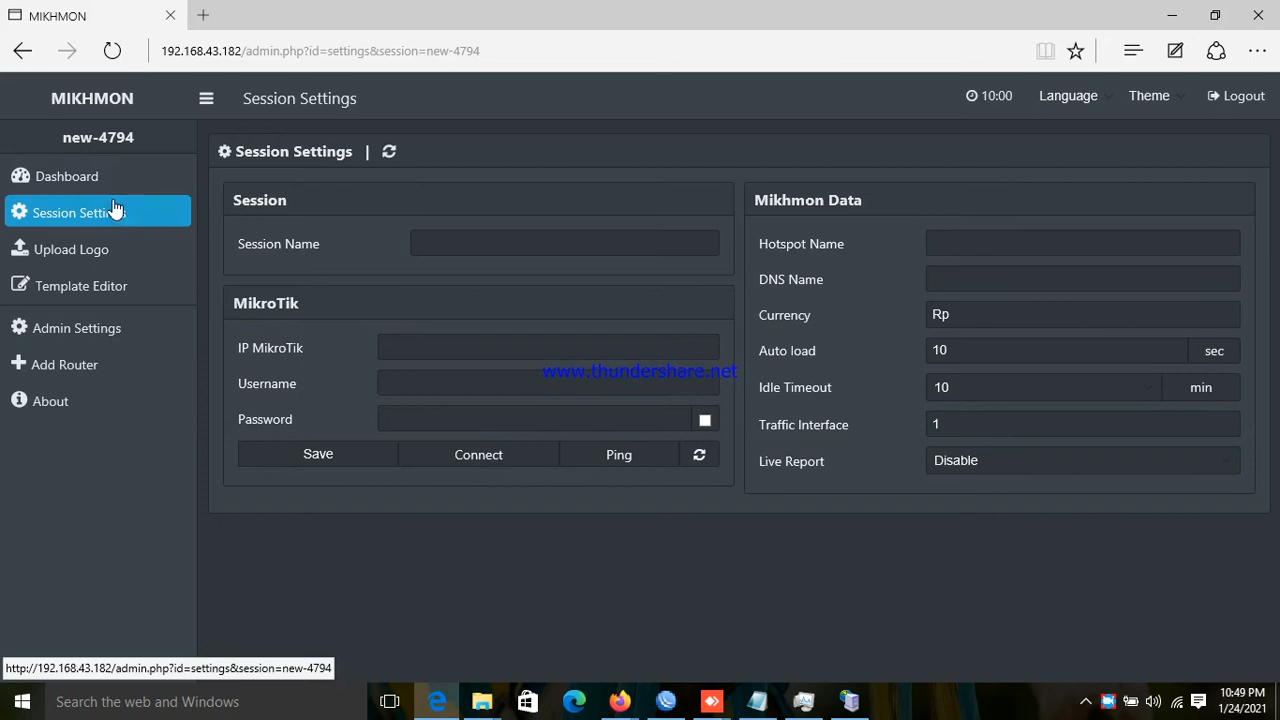 MIKHMON
192.168.43.182/admin.php?id=settings&session=new-4794
MIKHMON
Session Settings
10:00
Language
Theme
Logout
new-4794
Dashboard
Session Settings
Upload Logo
Template Editor
Admin Settings
Add Router
About
Session Settings |
Session
Session Name
MikroTik
IP MikroTik
Username
Password
Save
Connect
Ping
Mikhmon Data
Hotspot Name
DNS Name
Currency
Rp
Auto load
10
sec
Idle Timeout
10
min
Traffic Interface
1
Live Report
Disable
www.thundershare.net
http://192.168.43.182/admin.php?id=settings&session=new-4794
Search the web and Windows
10:49 PM
1/24/2021